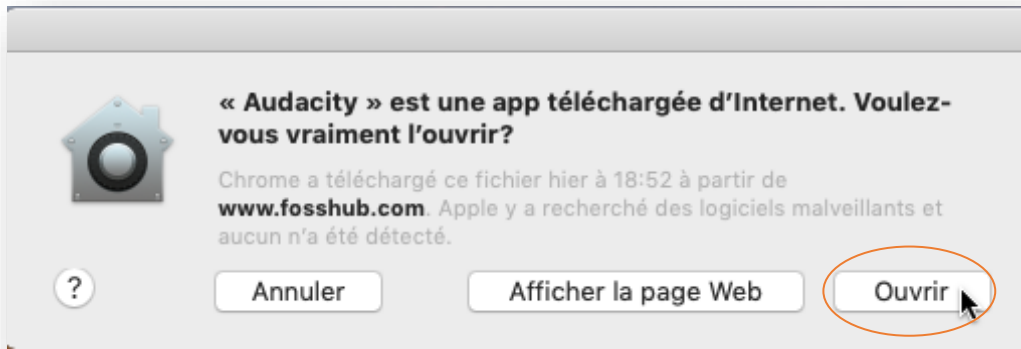 « Audacity » est une app téléchargée d’Internet. Voulez-
vous vraiment l’ouvrir?
Chrome a téléchargé ce fichier hier à 18:52 à partir de
www.fosshub.com. Apple y a recherché des logiciels malveillants et
aucun n’a été détecté.
? Annuler Afficher la page Web Ouvrir